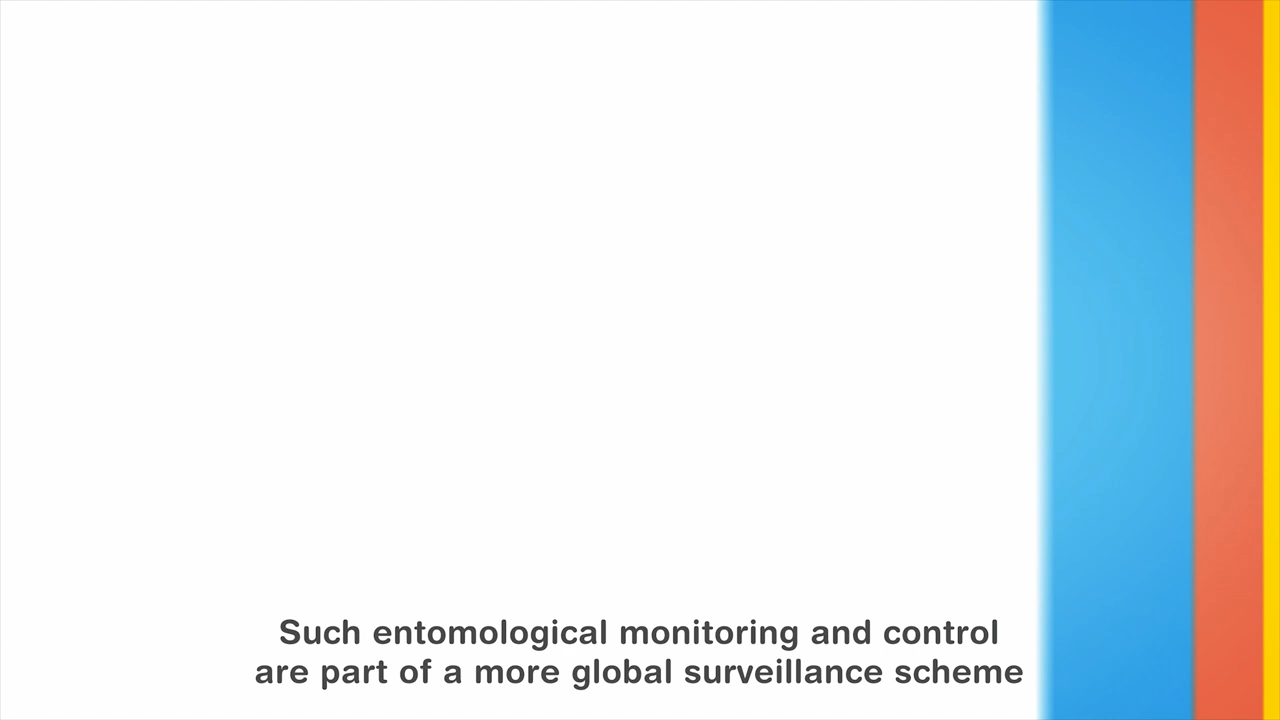 Such entomological monitoring and control
are part of a more global surveillance scheme